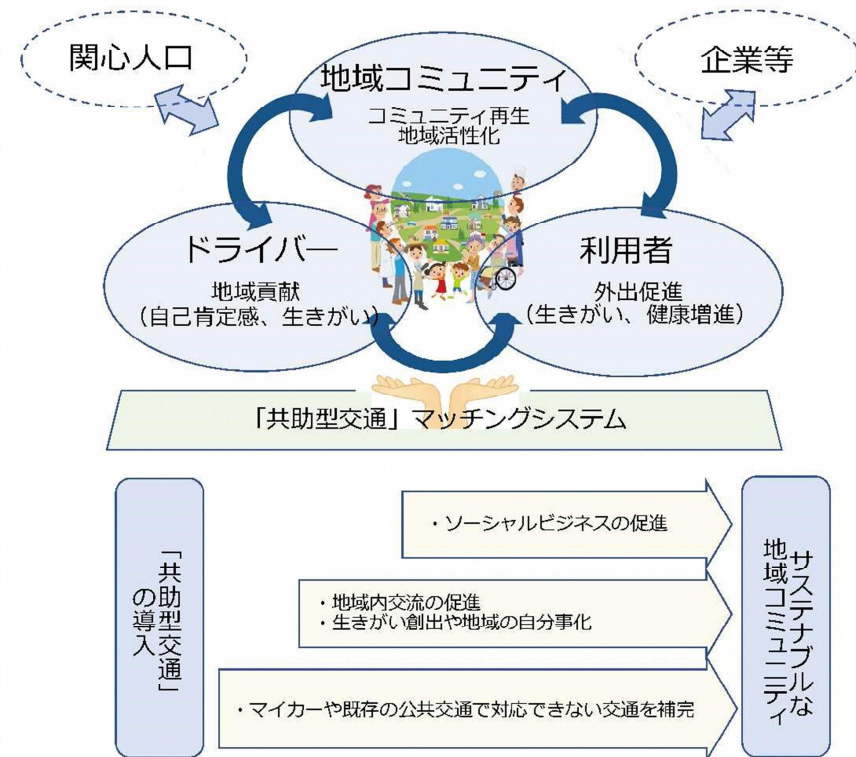 関心人口
企業等
地域コミュニティ
コミュニティ再生
地域活性化
ドライバー
地域貢献
(自己肯定感、生きがい)
利用者
外出促進
(生きがい、健康増進)
「共助型交通」マッチングシステム
「共助型交通」
の導入
・ソーシャルビジネスの促進
・地域内交流の促進
・生きがい創出や地域の自分事化
・マイカーや既存の公共交通で対応できない交通を補完
サステナブルな
地域コミュニティ